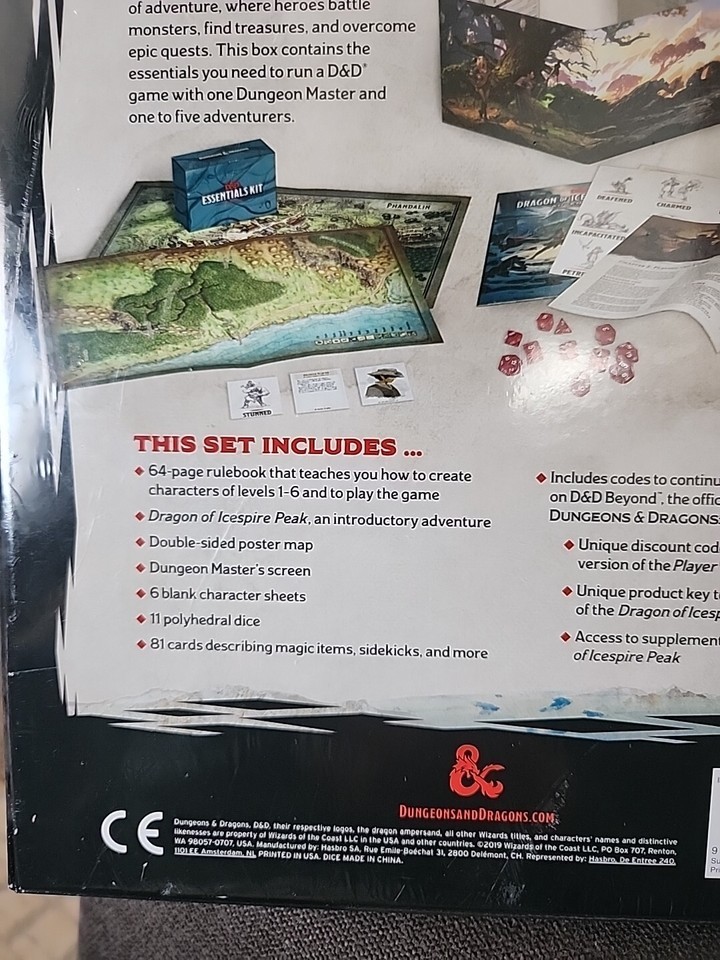 of adventure, where heroes battle
monsters, find treasures, and overcome
epic quests. This box contains the
essentials you need to run a D&D®
game with one Dungeon Master and
one to five adventurers.
ESSENTIALS KIT
PHANDALIN
DRAGON
DEAFENED
CHARMED
INCAPACITATED
STUNNED
THIS SET INCLUDES ...
64-page rulebook that teaches you how to create
characters of levels 1-6 and to play the game
Dragon of Icespire Peak, an introductory adventure
Double-sided poster map
Dungeon Master's screen
6 blank character sheets
11 polyhedral dice
81 cards describing magic items, sidekicks, and more
Includes codes to continu
on D&D Beyond™, the offic
DUNGEONS & DRAGONS
Unique discount cod
version of the Player
Unique product key t
of the Dragon of Icesp
Access to supplemen
of Icespire Peak
DUNGEONSANDDRAGONS.COM
CE
Dungeons & Dragons, D&D, their respective logos, the dragon ampersand, all other Wizards titles, and characters' names and distinctive
likenesses are property of Wizards of the Coast LLC in the USA and other countries. ©2019 Wizards of the Coast LLC, PO Box 707, Renton,
WA 98057-0707, USA. Manufactured by: Hasbro SA, Rue Emile-Boéchat 31, 2800 Delémont, CH. Represented by: Hasbro, De Entree 240,
1101 EE Amsterdam, NL PRINTED IN USA. DICE MADE IN CHINA.
9